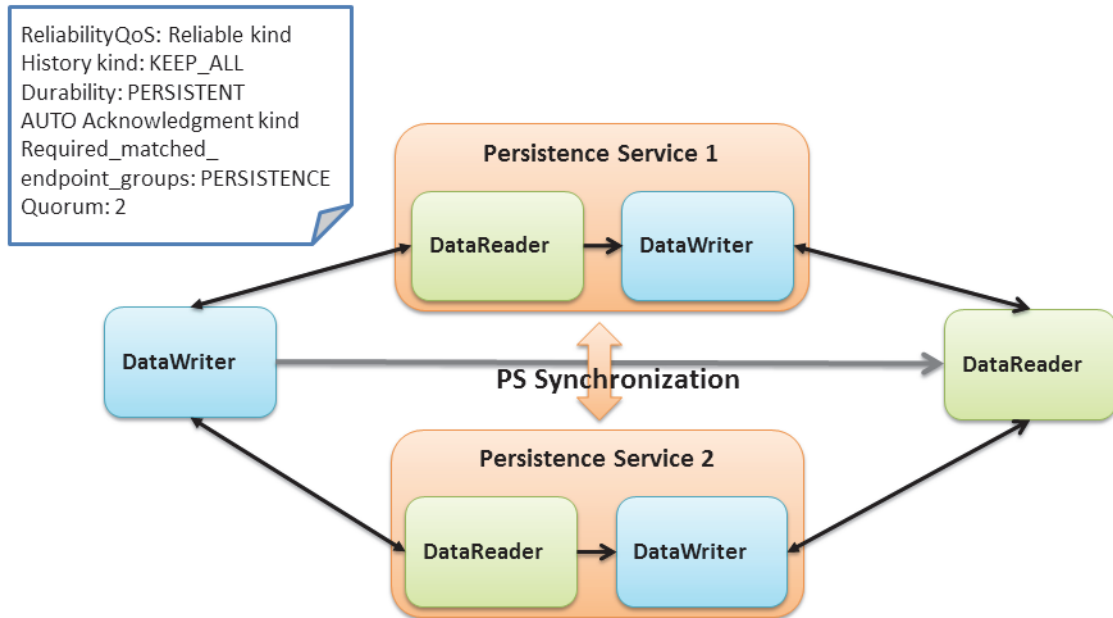 ReliabilityQoS: Reliable kind
History kind: KEEP_ALL
Durability: PERSISTENT
AUTO Acknowledgment kind
Required_matched_
endpoint_groups: PERSISTENCE
Quorum: 2
Persistence Service 1
DataReader
DataWriter
DataWriter
PS Synchronization
DataReader
Persistence Service 2
DataReader
DataWriter